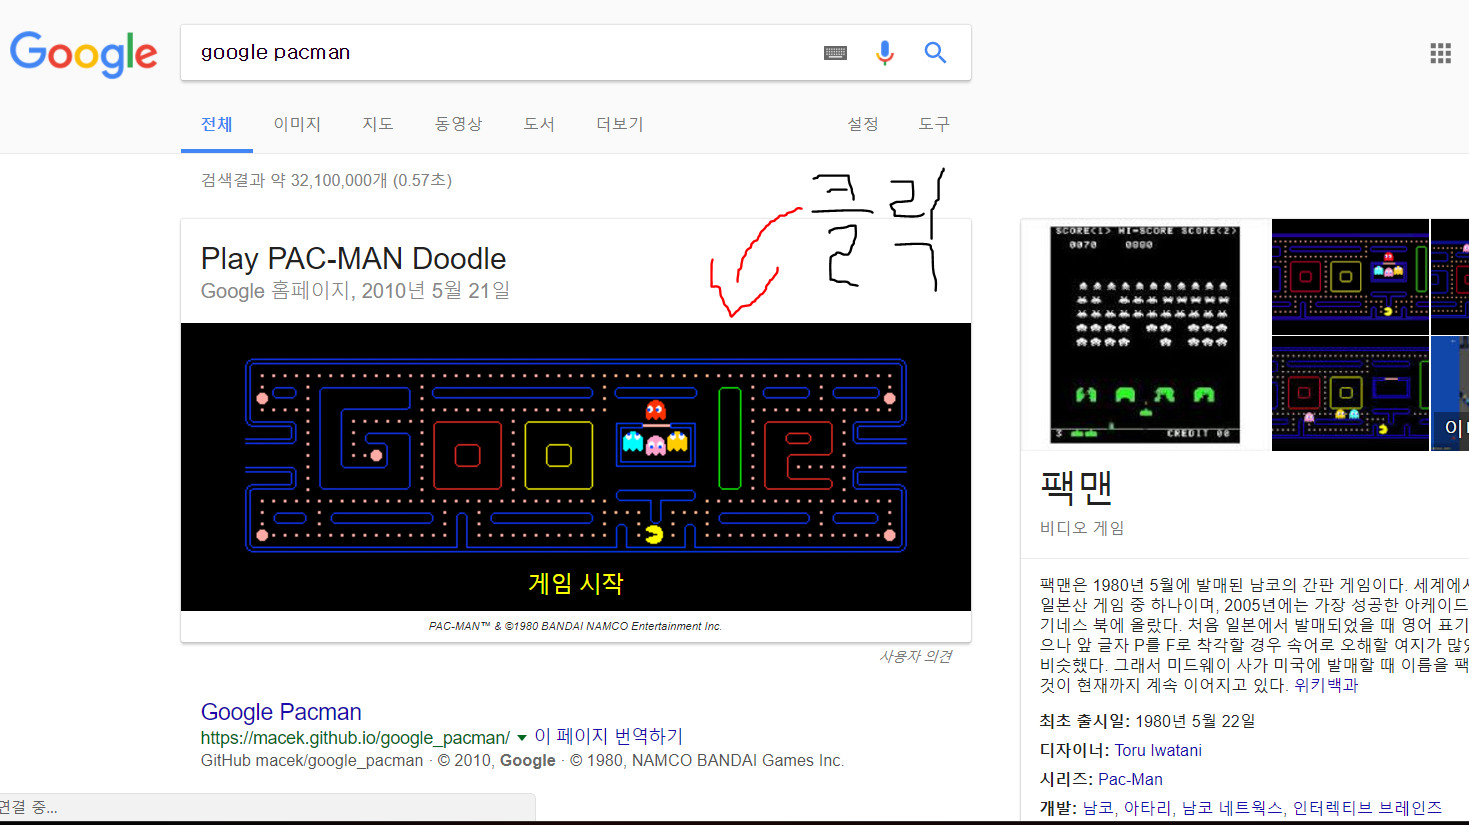 Google
google pacman
전체 이미지 지도 동영상 도서 더보기 설정 도구
검색결과 약 32,100,000개 (0.57초)
클릭
Play PAC-MAN Doodle
Google 홈페이지, 2010년 5월 21일
게임 시작
PAC-MAN™ & ©1980 BANDAI NAMCO Entertainment Inc.
사용자 의견
Google Pacman
https://macek.github.io/google_pacman/ 이 페이지 번역하기
GitHub macek/google_pacman · © 2010, Google · © 1980, NAMCO BANDAI Games Inc.
연결 중...
SCORE<1> HI-SCORE SCORE<2>
0070 0880
3 CREDIT 00
팩맨
비디오 게임
팩맨은 1980년 5월에 발매된 남코의 간판 게임이다. 세계에서
일본산 게임 중 하나이며, 2005년에는 가장 성공한 아케이드
기네스 북에 올랐다. 처음 일본에서 발매되었을 때 영어 표기
으나 앞 글자 P를 F로 착각할 경우 속어로 오해할 여지가 많
비슷했다. 그래서 미드웨이 사가 미국에 발매할 때 이름을 팩
것이 현재까지 계속 이어지고 있다. 위키백과
최초 출시일: 1980년 5월 22일
디자이너: Toru Iwatani
시리즈: Pac-Man
개발: 남코, 아타리, 남코 네트웍스, 인터렉티브 브레인즈